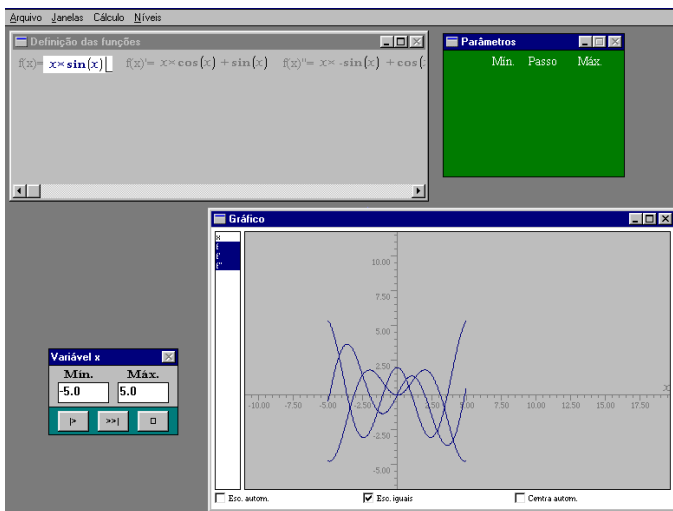 Arquivo Janelas Cálculo Níveis
Definição das funções
f(x)= x×sin(x) f(x)'= x×cos(x) + sin(x) f(x)''= x× -sin(x) + cos(
Parâmetros
Mín. Passo Máx.
Gráfico
x
f
f'
f''
10.00
7.50
5.00
2.50
-10.00 -7.50 -5.00 2.50 5.00 7.50 10.00 12.50 15.00 17.50 X
-2.50
-5.00
Esc. autom. Esc. iguais Centra autom.
Variável x
Mín. Máx.
-5.0 5.0
|> >>|